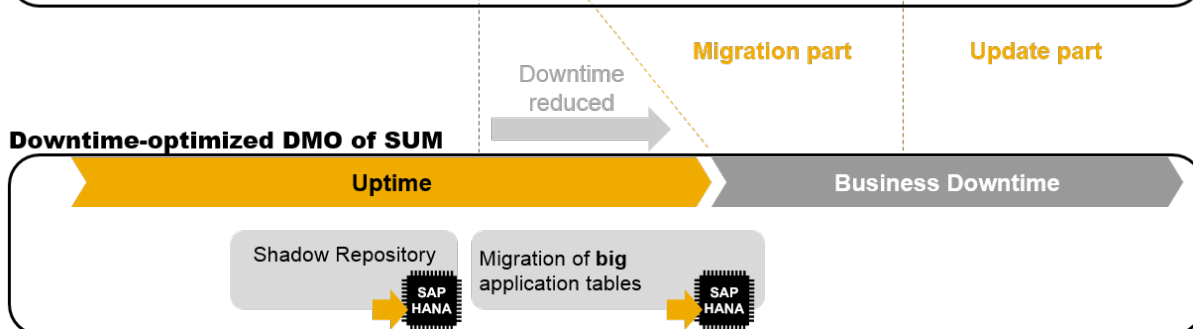 Migration part
Update part
Downtime
reduced
Downtime-optimized DMO of SUM
Uptime
Business Downtime
Shadow Repository
SAP
HANA
Migration of big
application tables
SAP
HANA